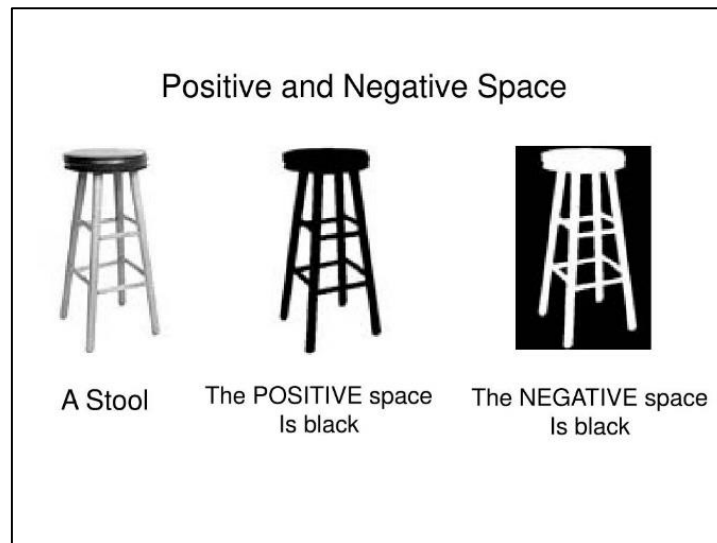 Positive and Negative Space
A Stool
The POSITIVE space
Is black
The NEGATIVE space
Is black